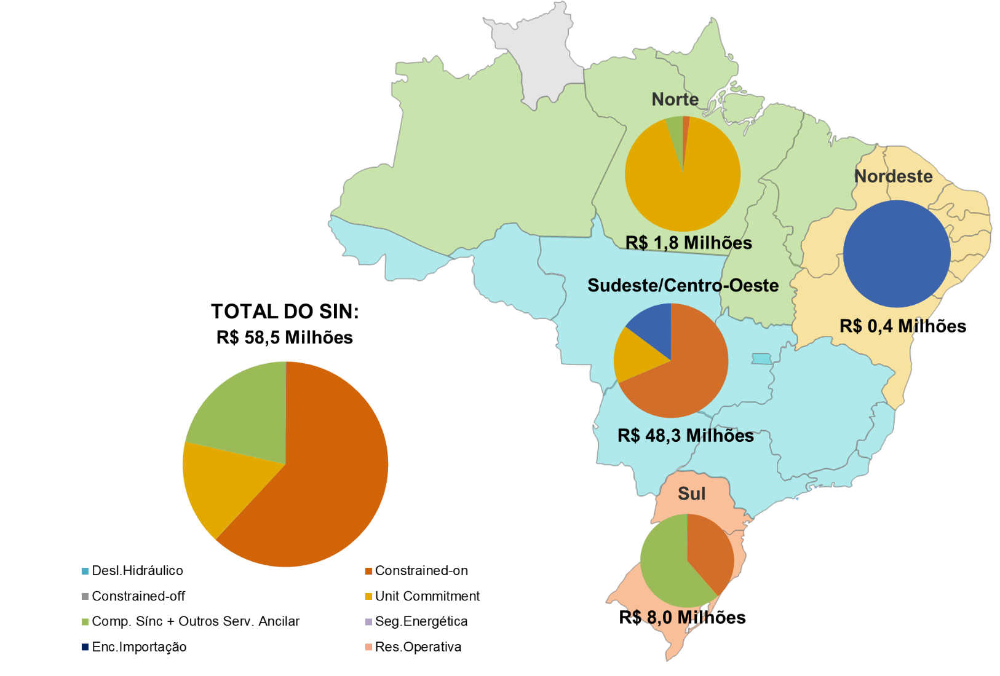 Norte
R$ 1,8 Milhões
Nordeste
R$ 0,4 Milhões
Sudeste/Centro-Oeste
R$ 48,3 Milhões
TOTAL DO SIN:
R$ 58,5 Milhões
Sul
R$ 8,0 Milhões
Desl.Hidráulico
Constrained-on
Constrained-off
Unit Commitment
Comp. Sínc + Outros Serv. Ancilar
Seg.Energética
Enc.Importação
Res.Operativa